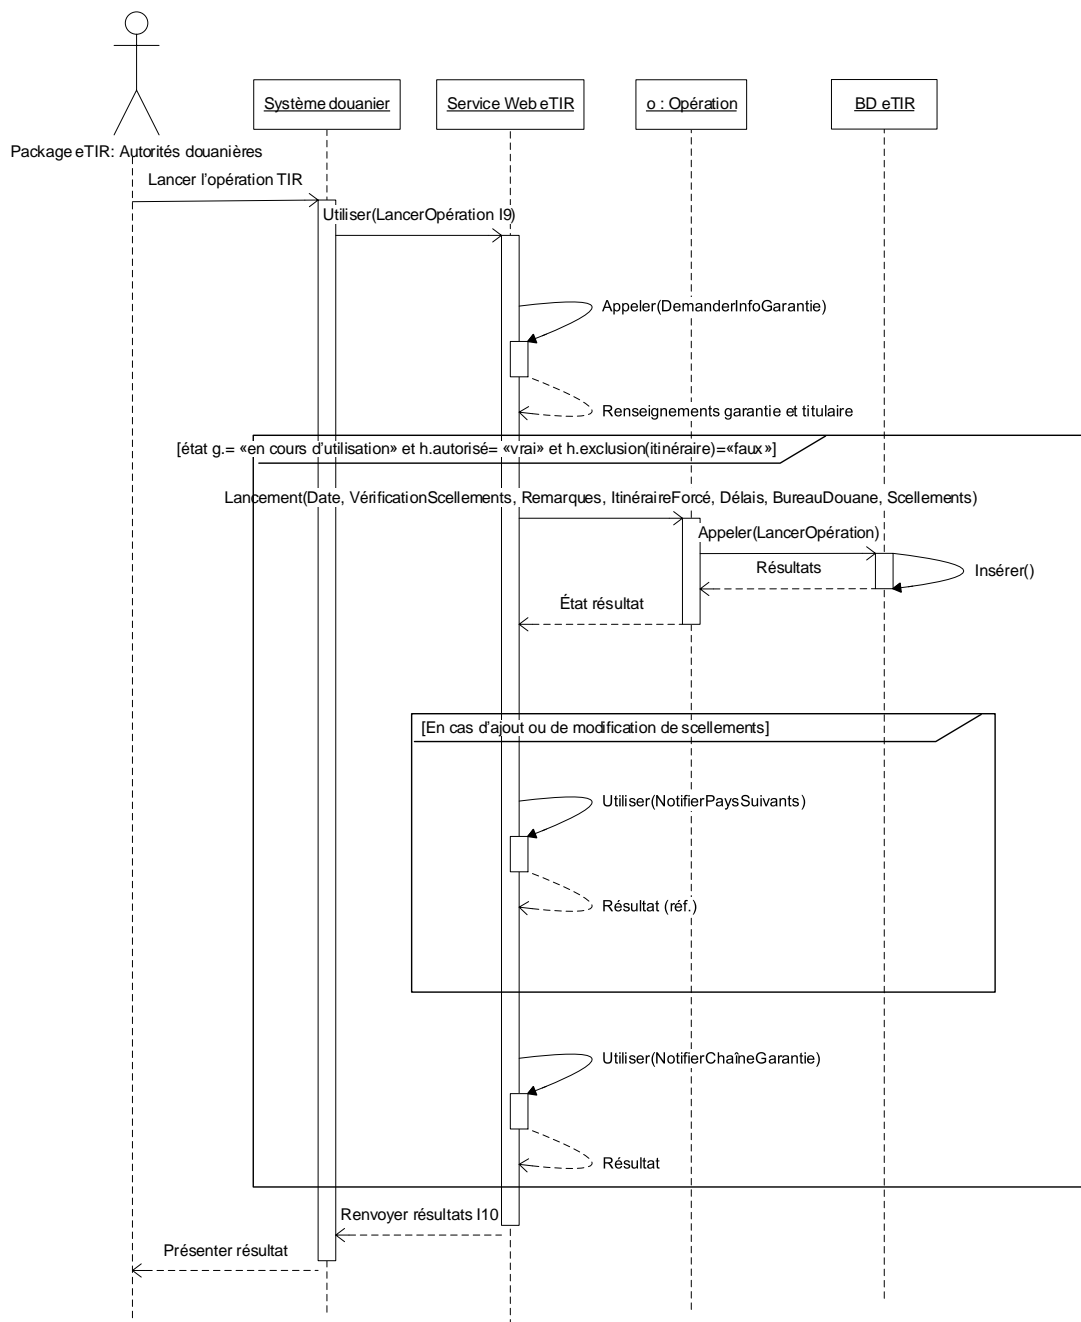 Système douanier
Service Web eTIR
o : Opération
BD eTIR
Package eTIR: Autorités douanières
Lancer l'opération TIR
Utiliser(LancerOpération I9)
Appeler(DemanderInfoGarantie)
Renseignements garantie et titulaire
[état g.= «en cours d'utilisation» et h.autorisé= «vrai» et h.exclusion(itinéraire)=«faux»]
Lancement(Date, VérificationScellements, Remarques, ItinéraireForcé, Délais, BureauDouane, Scellements)
Appeler(LancerOpération)
Résultats
Insérer()
État résultat
[En cas d'ajout ou de modification de scellements]
Utiliser(NotifierPaysSuivants)
Résultat (réf.)
Utiliser(NotifierChaîneGarantie)
Résultat
Renvoyer résultats I10
Présenter résultat